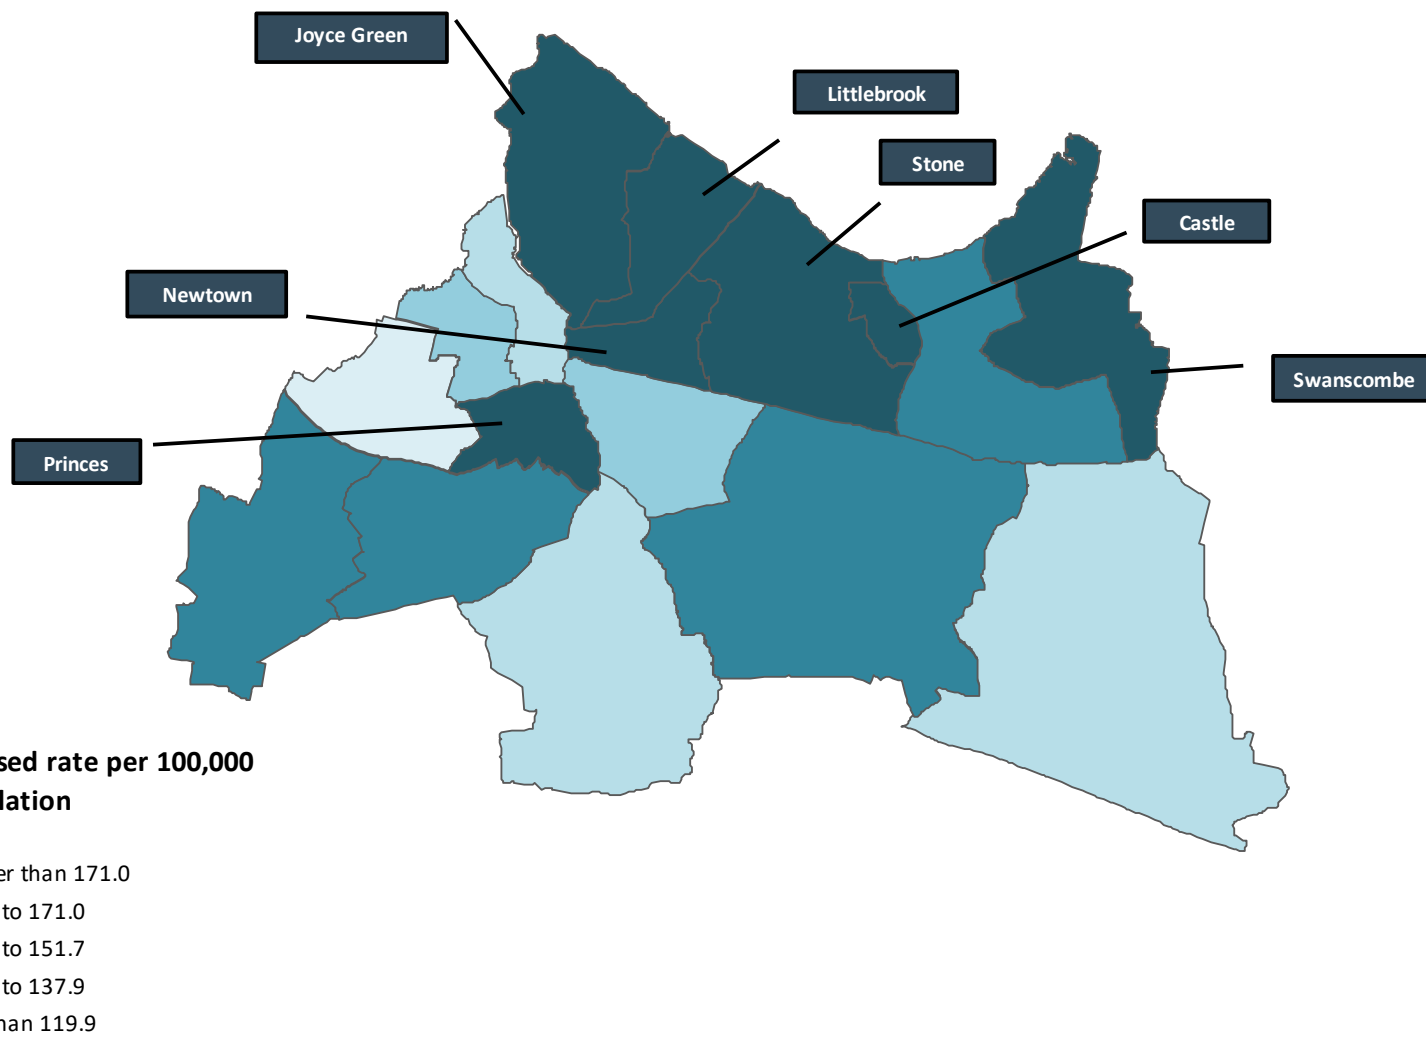 Joyce Green
Littlebrook
Stone
Castle
Newtown
Swanscombe
Princes
sed rate per 100,000
lation
er than 171.0
to 171.0
to 151.7
to 137.9
han 119.9